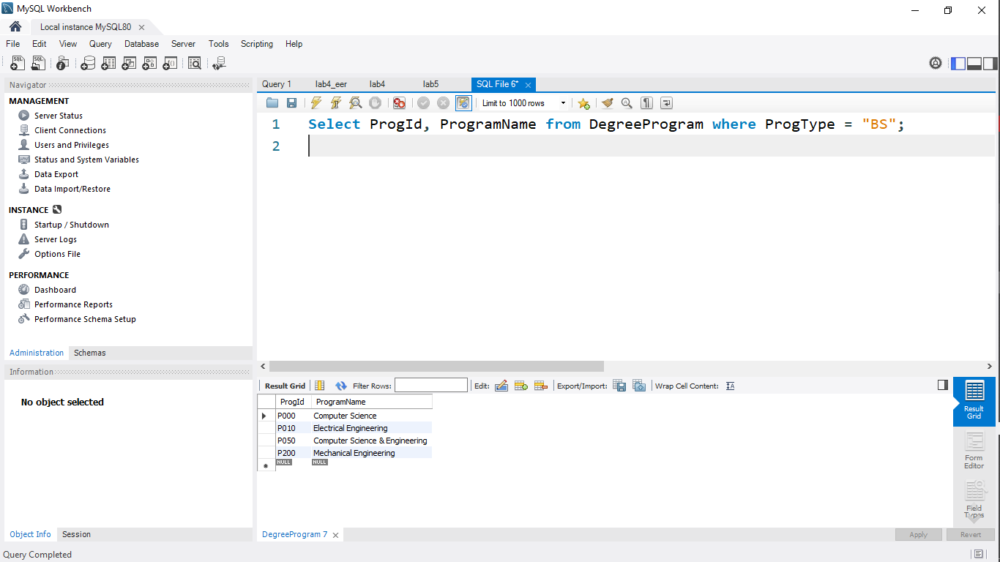 MySQL Workbench
Local instance MySQL80
File Edit View Query Database Server Tools Scripting Help
Navigator
MANAGEMENT
Server Status
Client Connections
Users and Privileges
Status and System Variables
Data Export
Data Import/Restore
INSTANCE
Startup / Shutdown
Server Logs
Options File
PERFORMANCE
Dashboard
Performance Reports
Performance Schema Setup
Administration Schemas
Information
No object selected
Object Info Session
Query 1 lab4_eer lab4 lab5 SQL File 6*
Limit to 1000 rows
1 Select ProgId, ProgramName from DegreeProgram where ProgType = "BS";
2
Result Grid Filter Rows: Edit: Export/Import: Wrap Cell Content:
ProgId ProgramName
P000 Computer Science
P010 Electrical Engineering
P050 Computer Science & Engineering
P200 Mechanical Engineering
NULL NULL
Result
Grid
Form
Editor
Field
Types
DegreeProgram 7
Apply Revert
Query Completed